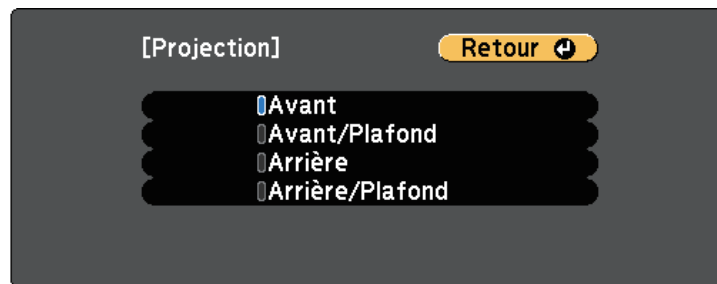 [Projection] Retour
Avant
Avant/Plafond
Arrière
Arrière/Plafond